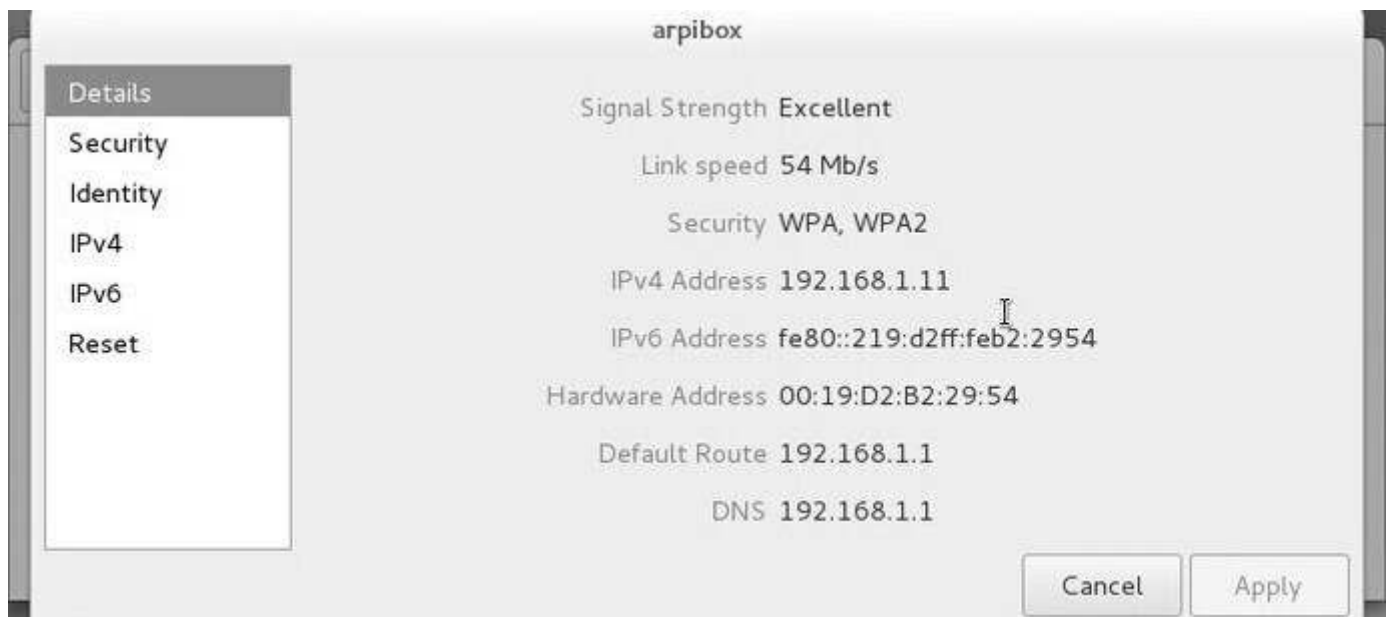 arpibox
Details
Security
Identity
IPv4
IPv6
Reset
Signal Strength Excellent
Link speed 54 Mb/s
Security WPA, WPA2
IPv4 Address 192.168.1.11
IPv6 Address fe80::219:d2ff:feb2:2954
Hardware Address 00:19:D2:B2:29:54
Default Route 192.168.1.1
DNS 192.168.1.1
Cancel
Apply